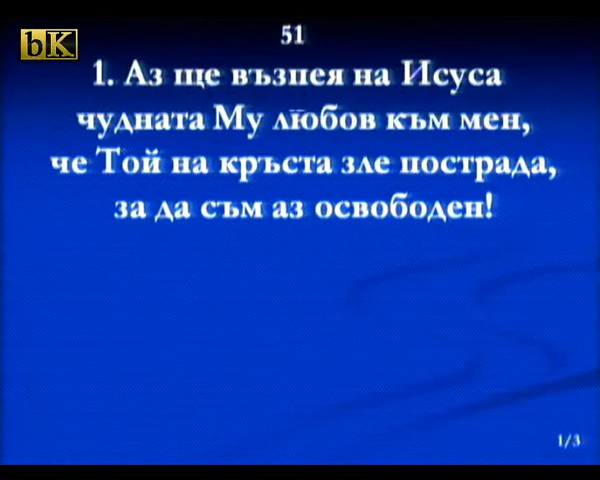 bK
51
1. Аз ще възпея на Исуса
чудната Му любов към мен,
че Той на кръста зле пострада,
за да съм аз освободен!
1/3